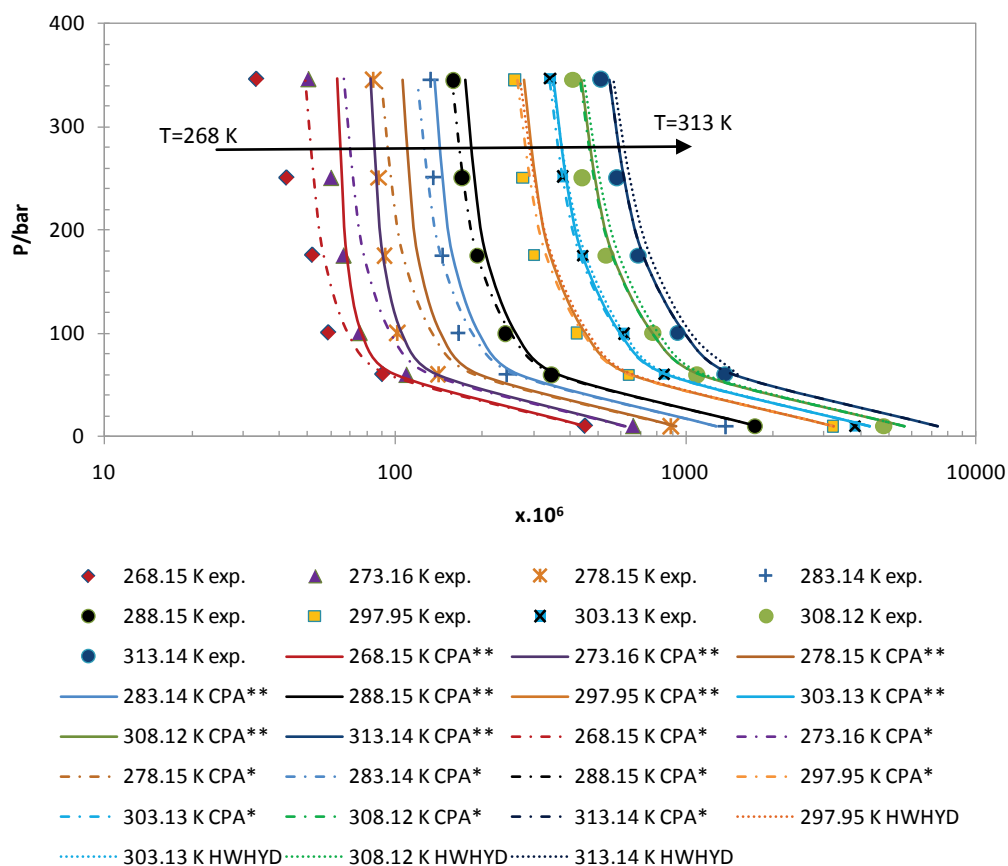 400
300
200
100
0
P/bar
T=268 K
T=313 K
10
100
1000
10000
x.10⁶
268.15 K exp.
273.16 K exp.
278.15 K exp.
283.14 K exp.
288.15 K exp.
297.95 K exp.
303.13 K exp.
308.12 K exp.
313.14 K exp.
268.15 K CPA**
273.16 K CPA**
278.15 K CPA**
283.14 K CPA**
288.15 K CPA**
297.95 K CPA**
303.13 K CPA**
308.12 K CPA**
313.14 K CPA**
268.15 K CPA*
273.16 K CPA*
278.15 K CPA*
283.14 K CPA*
288.15 K CPA*
297.95 K CPA*
303.13 K CPA*
308.12 K CPA*
313.14 K CPA*
297.95 K HWHYD
303.13 K HWHYD
308.12 K HWHYD
313.14 K HWHYD